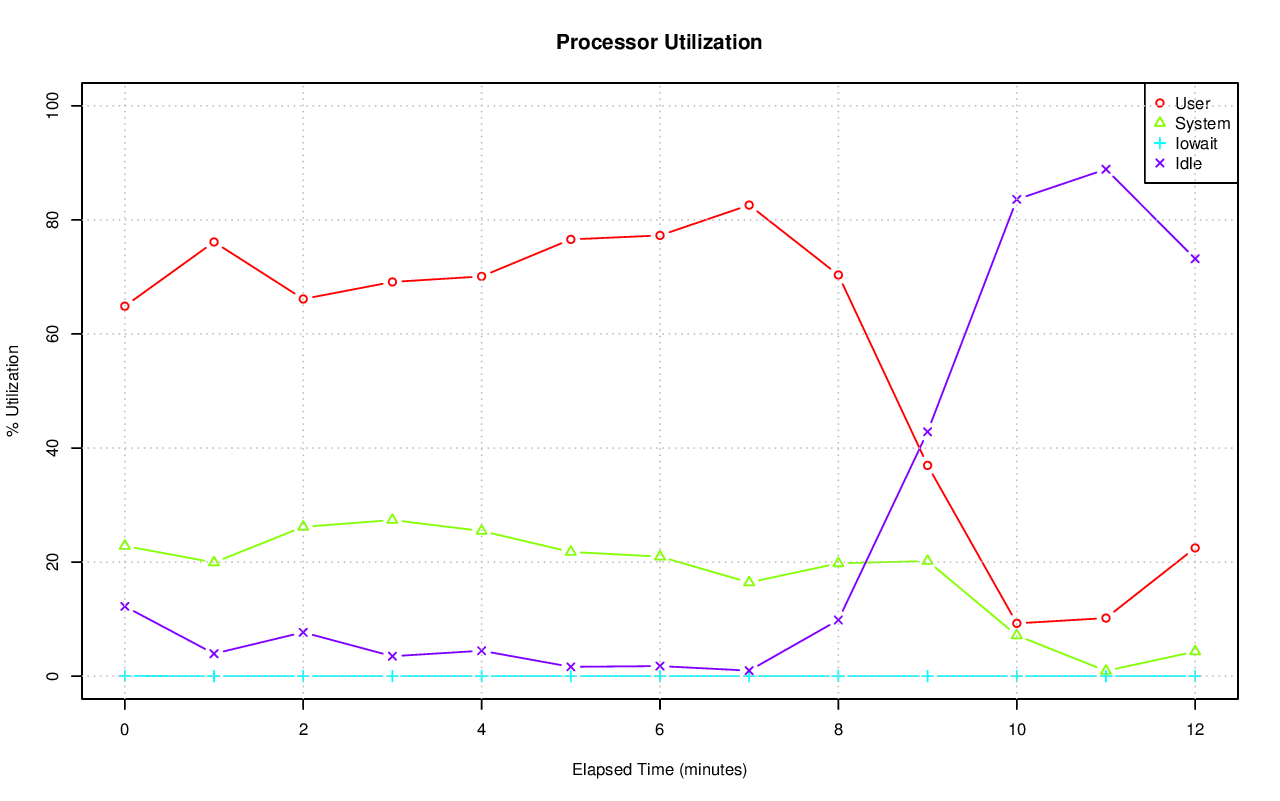 Processor Utilization
% Utilization
100
80
60
40
20
0
User
System
Iowait
Idle
0 2 4 6 8 10 12
Elapsed Time (minutes)